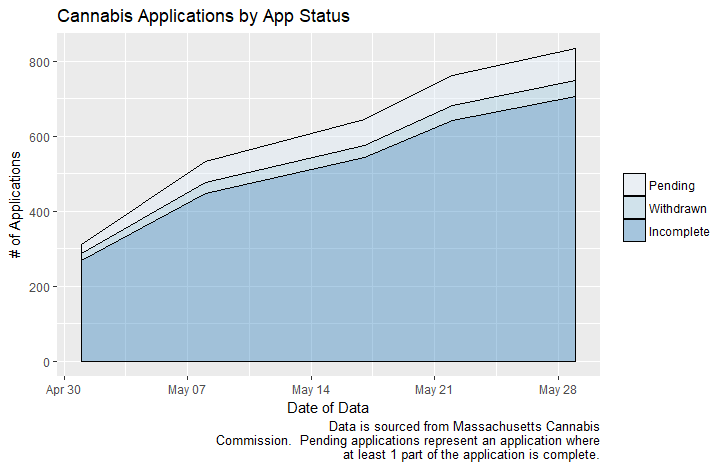 Cannabis Applications by App Status
# of Applications
800
600
400
200
0
Apr 30
May 07
May 14
May 21
May 28
Date of Data
Pending
Withdrawn
Incomplete
Data is sourced from Massachusetts Cannabis
Commission.  Pending applications represent an application where
at least 1 part of the application is complete.